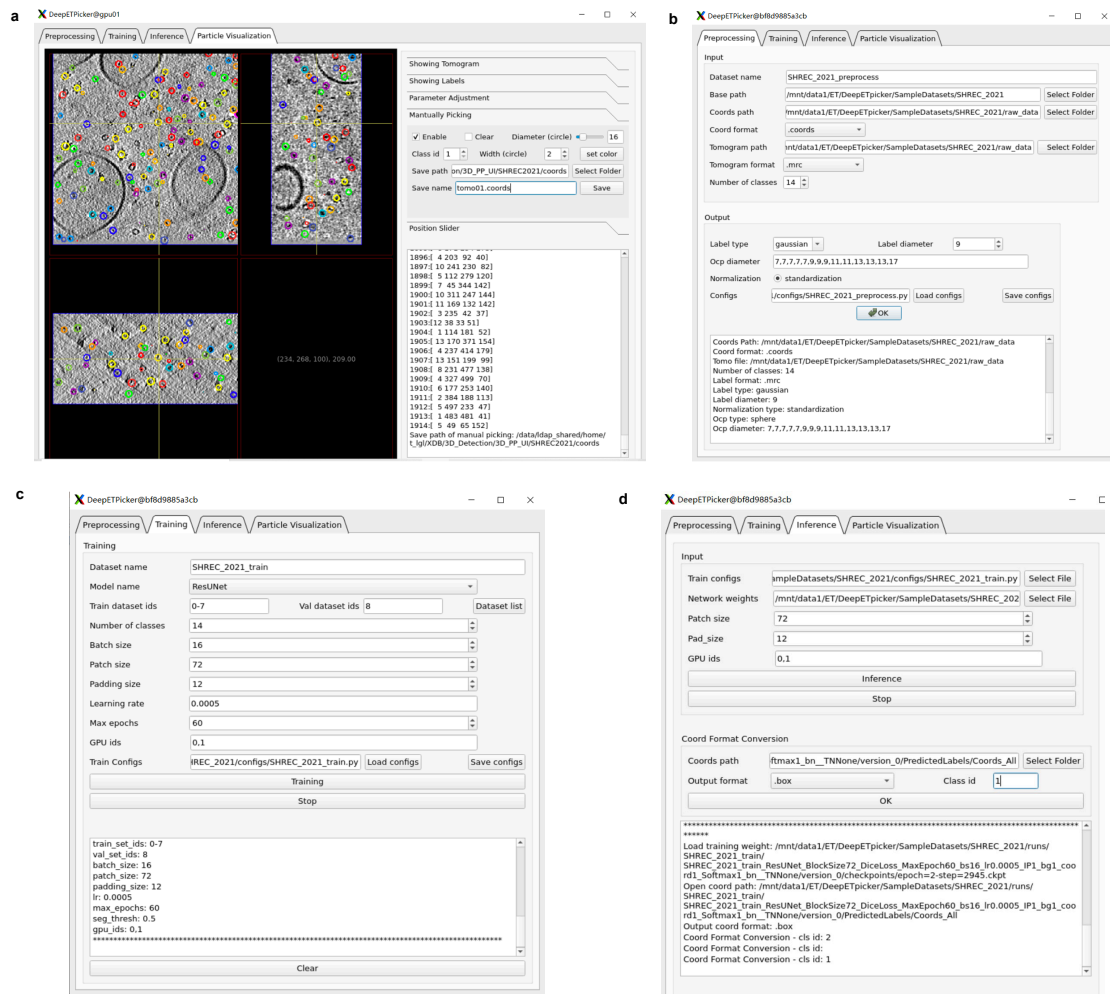 a
DeepETPicker@gpu01
Preprocessing Training Inference Particle Visualization
(234, 268, 100), 209.00
Showing Tomogram
Showing Labels
Parameter Adjustment
Mantually Picking
Enable Clear Diameter (circle) 16
Class id 1 Width (circle) 2 set color
Save path on/3D_PP_UI/SHREC2021/coords Select Folder
Save name tomo01.coords Save
Position Slider
1896:[ 4 203 92 40]
1897:[ 10 241 230 82]
1898:[ 5 112 279 120]
1899:[ 7 45 344 142]
1900:[ 10 311 247 144]
1901:[ 11 169 132 142]
1902:[ 3 235 42 37]
1903:[12 38 33 51]
1904:[ 1 114 181 52]
1905:[ 13 170 371 154]
1906:[ 4 237 414 179]
1907:[ 13 151 199 99]
1908:[ 8 231 477 138]
1909:[ 4 327 499 70]
1910:[ 6 177 253 140]
1911:[ 2 384 188 113]
1912:[ 5 497 233 47]
1913:[ 1 483 481 41]
1914:[ 5 49 65 152]
Save path of manual picking: /data/ldap_shared/home/
t_lgl/XDB/3D_Detection/3D_PP_UI/SHREC2021/coords
b
DeepETPicker@bf8d9885a3cb
Preprocessing Training Inference Particle Visualization
Input
Dataset name SHREC_2021_preprocess
Base path /mnt/data1/ET/DeepETpicker/SampleDatasets/SHREC_2021 Select Folder
Coords path /mnt/data1/ET/DeepETpicker/SampleDatasets/SHREC_2021/raw_data Select Folder
Coord format .coords
Tomogram path nt/data1/ET/DeepETpicker/SampleDatasets/SHREC_2021/raw_data Select Folder
Tomogram format .mrc
Number of classes 14
Output
Label type gaussian Label diameter 9
Ocp diameter 7,7,7,7,7,9,9,9,11,11,13,13,13,17
Normalization standardization
Configs ./configs/SHREC_2021_preprocess.py Load configs Save configs
OK
Coords Path: /mnt/data1/ET/DeepETpicker/SampleDatasets/SHREC_2021/raw_data
Coord format: .coords
Tomo file: /mnt/data1/ET/DeepETpicker/SampleDatasets/SHREC_2021/raw_data
Number of classes: 14
Label format: .mrc
Label type: gaussian
Label diameter: 9
Normalization type: standardization
Ocp type: sphere
Ocp diameter: 7,7,7,7,7,9,9,9,11,11,13,13,13,17
c
DeepETPicker@bf8d9885a3cb
Preprocessing Training Inference Particle Visualization
Training
Dataset name SHREC_2021_train
Model name ResUNet
Train dataset ids 0-7 Val dataset ids 8 Dataset list
Number of classes 14
Batch size 16
Patch size 72
Padding size 12
Learning rate 0.0005
Max epochs 60
GPU ids 0,1
Train Configs IREC_2021/configs/SHREC_2021_train.py Load configs Save configs
Training
Stop
train_set_ids: 0-7
val_set_ids: 8
batch_size: 16
patch_size: 72
padding_size: 12
lr: 0.0005
max_epochs: 60
seg_thresh: 0.5
gpu_ids: 0,1
Clear
d
DeepETPicker@bf8d9885a3cb
Preprocessing Training Inference Particle Visualization
Input
Train configs ampleDatasets/SHREC_2021/configs/SHREC_2021_train.py Select File
Network weights /mnt/data1/ET/DeepETpicker/SampleDatasets/SHREC_202 Select File
Patch size 72
Pad_size 12
GPU ids 0,1
Inference
Stop
Coord Format Conversion
Coords path ftmax1_bn__TNNone/version_0/PredictedLabels/Coords_All Select Folder
Output format .box Class id 1
OK
Load training weight: /mnt/data1/ET/DeepETpicker/SampleDatasets/SHREC_2021/runs/
SHREC_2021_train/
SHREC_2021_train_ResUNet_BlockSize72_DiceLoss_MaxEpoch60_bs16_lr0.0005_IP1_bg1_coo
rd1_Softmax1_bn__TNNone/version_0/checkpoints/epoch=2-step=2945.ckpt
Open coord path: /mnt/data1/ET/DeepETpicker/SampleDatasets/SHREC_2021/runs/
SHREC_2021_train/
SHREC_2021_train_ResUNet_BlockSize72_DiceLoss_MaxEpoch60_bs16_lr0.0005_IP1_bg1_coo
rd1_Softmax1_bn__TNNone/version_0/PredictedLabels/Coords_All
Output coord format: .box
Coord Format Conversion - cls id: 2
Coord Format Conversion - cls id:
Coord Format Conversion - cls id: 1